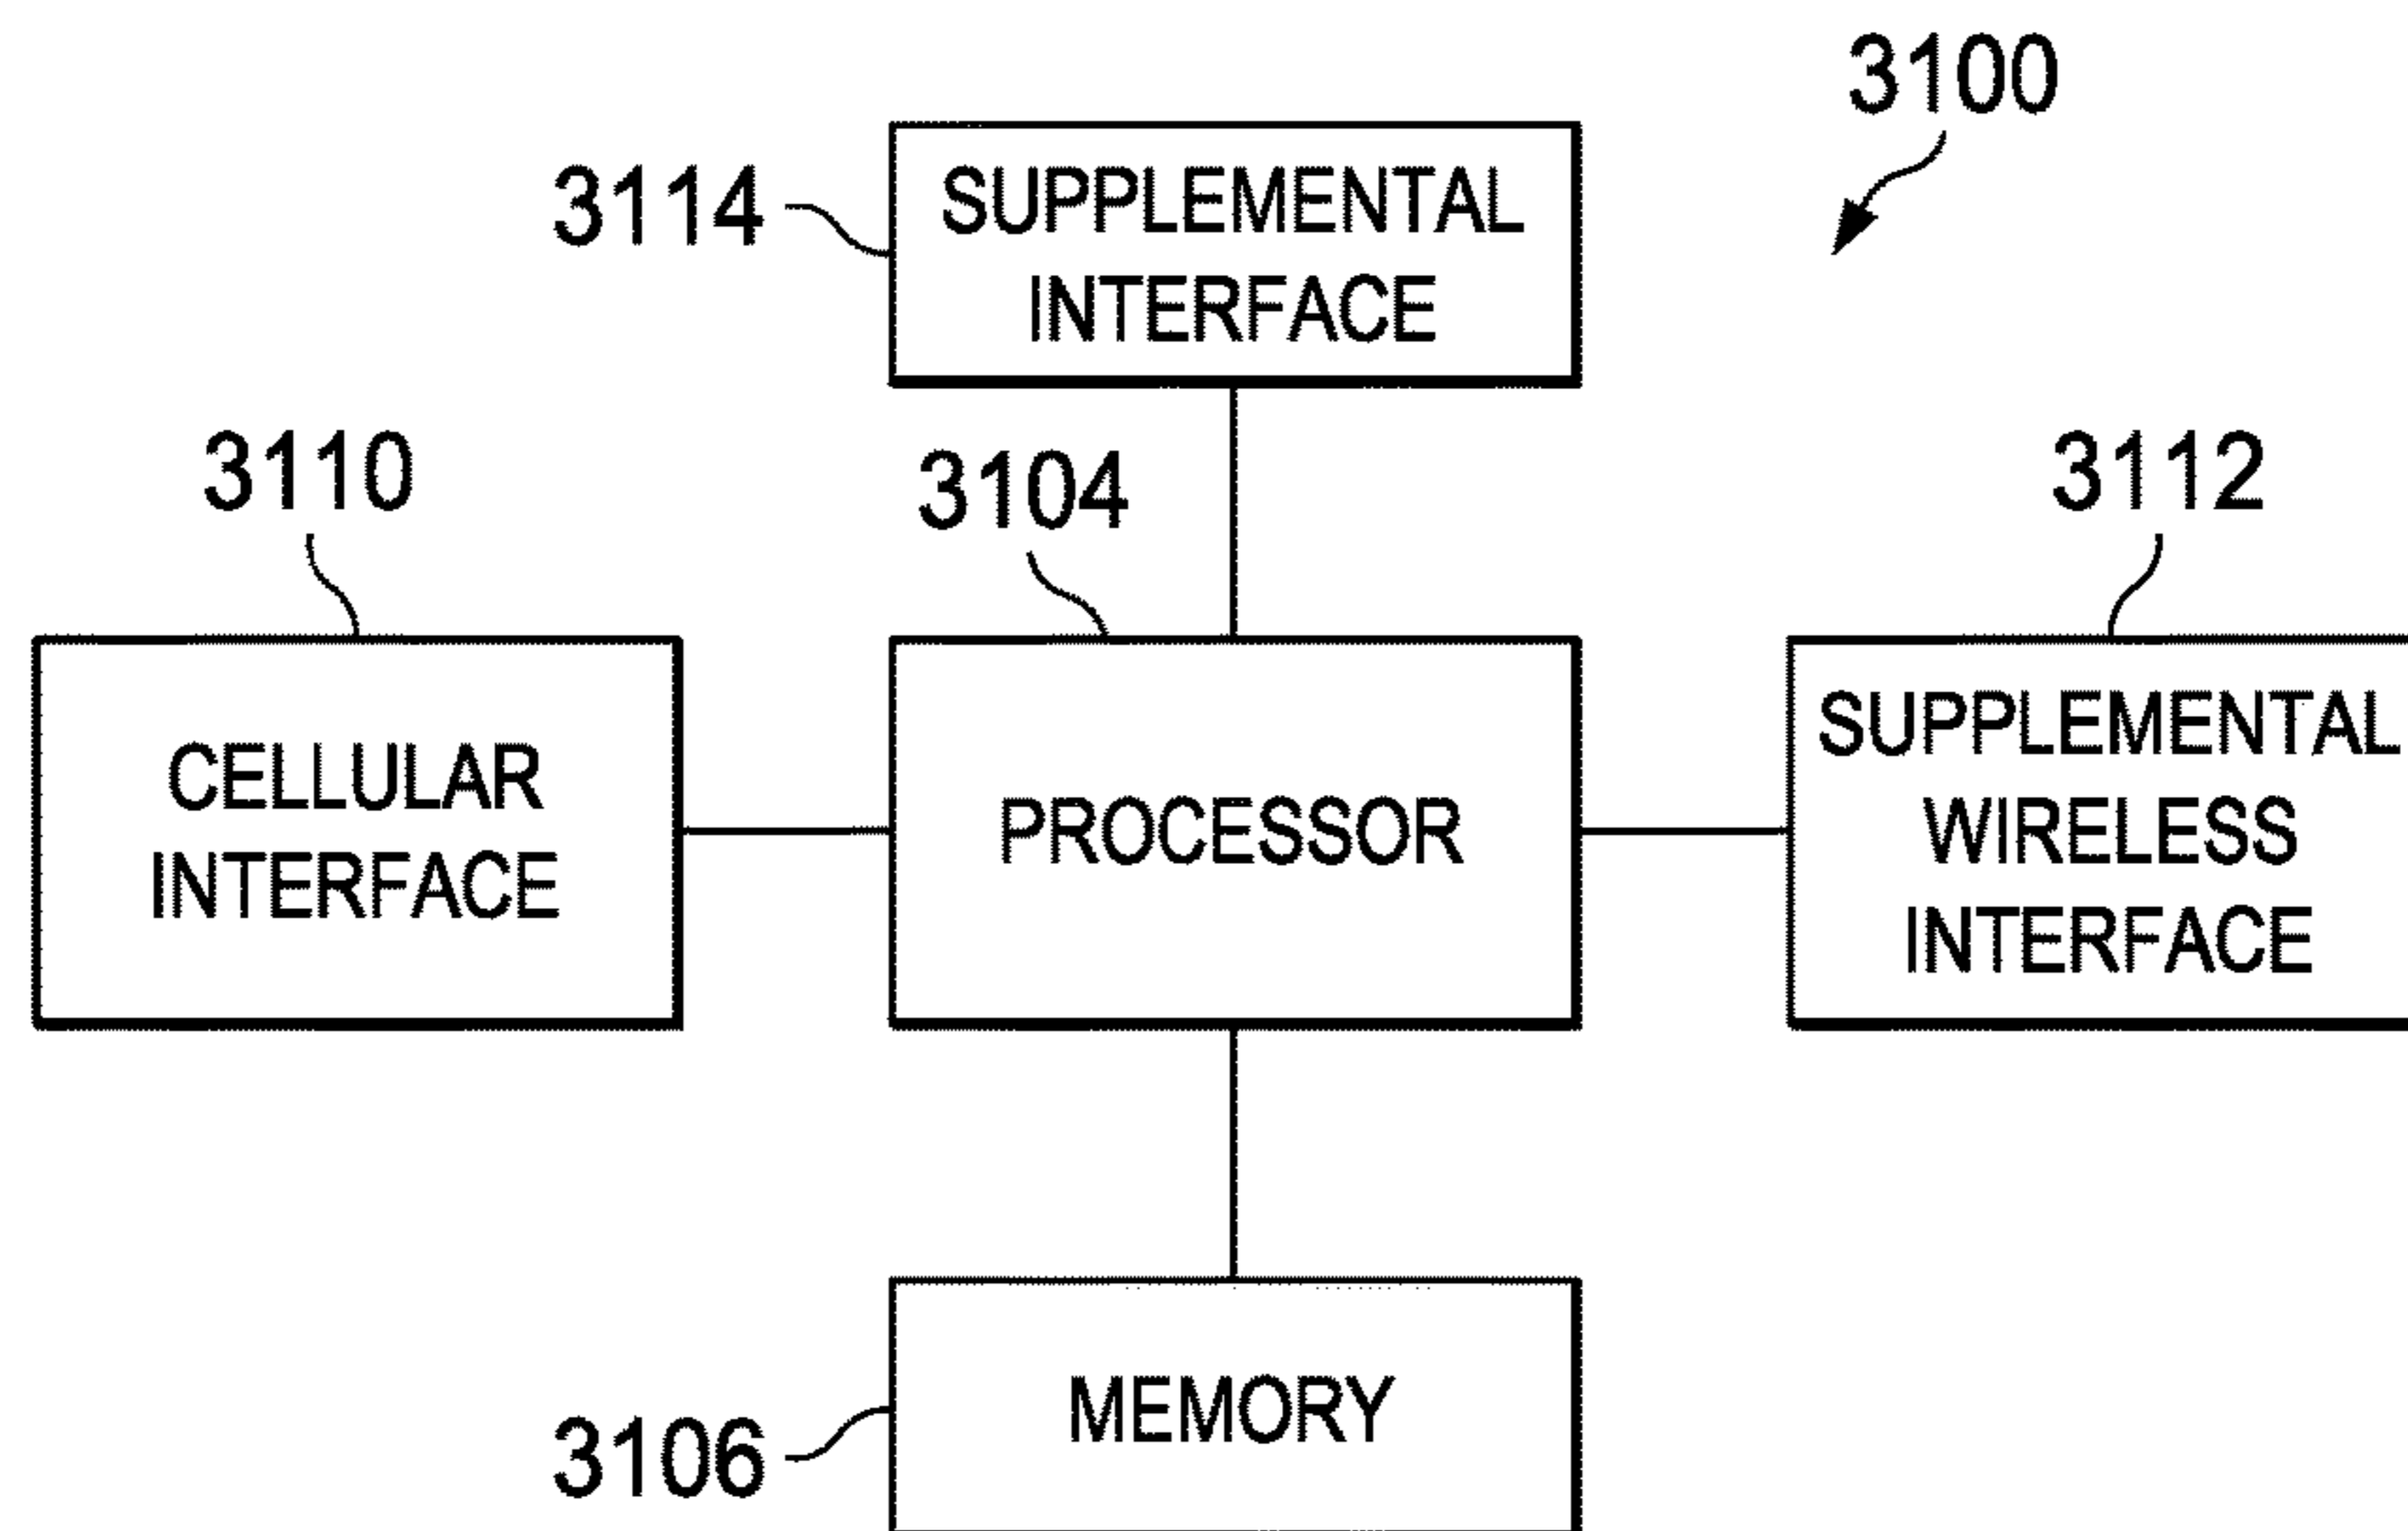 3100
3114
SUPPLEMENTAL
INTERFACE
3110
3104
3112
CELLULAR
INTERFACE
PROCESSOR
SUPPLEMENTAL
WIRELESS
INTERFACE
MEMORY
3106